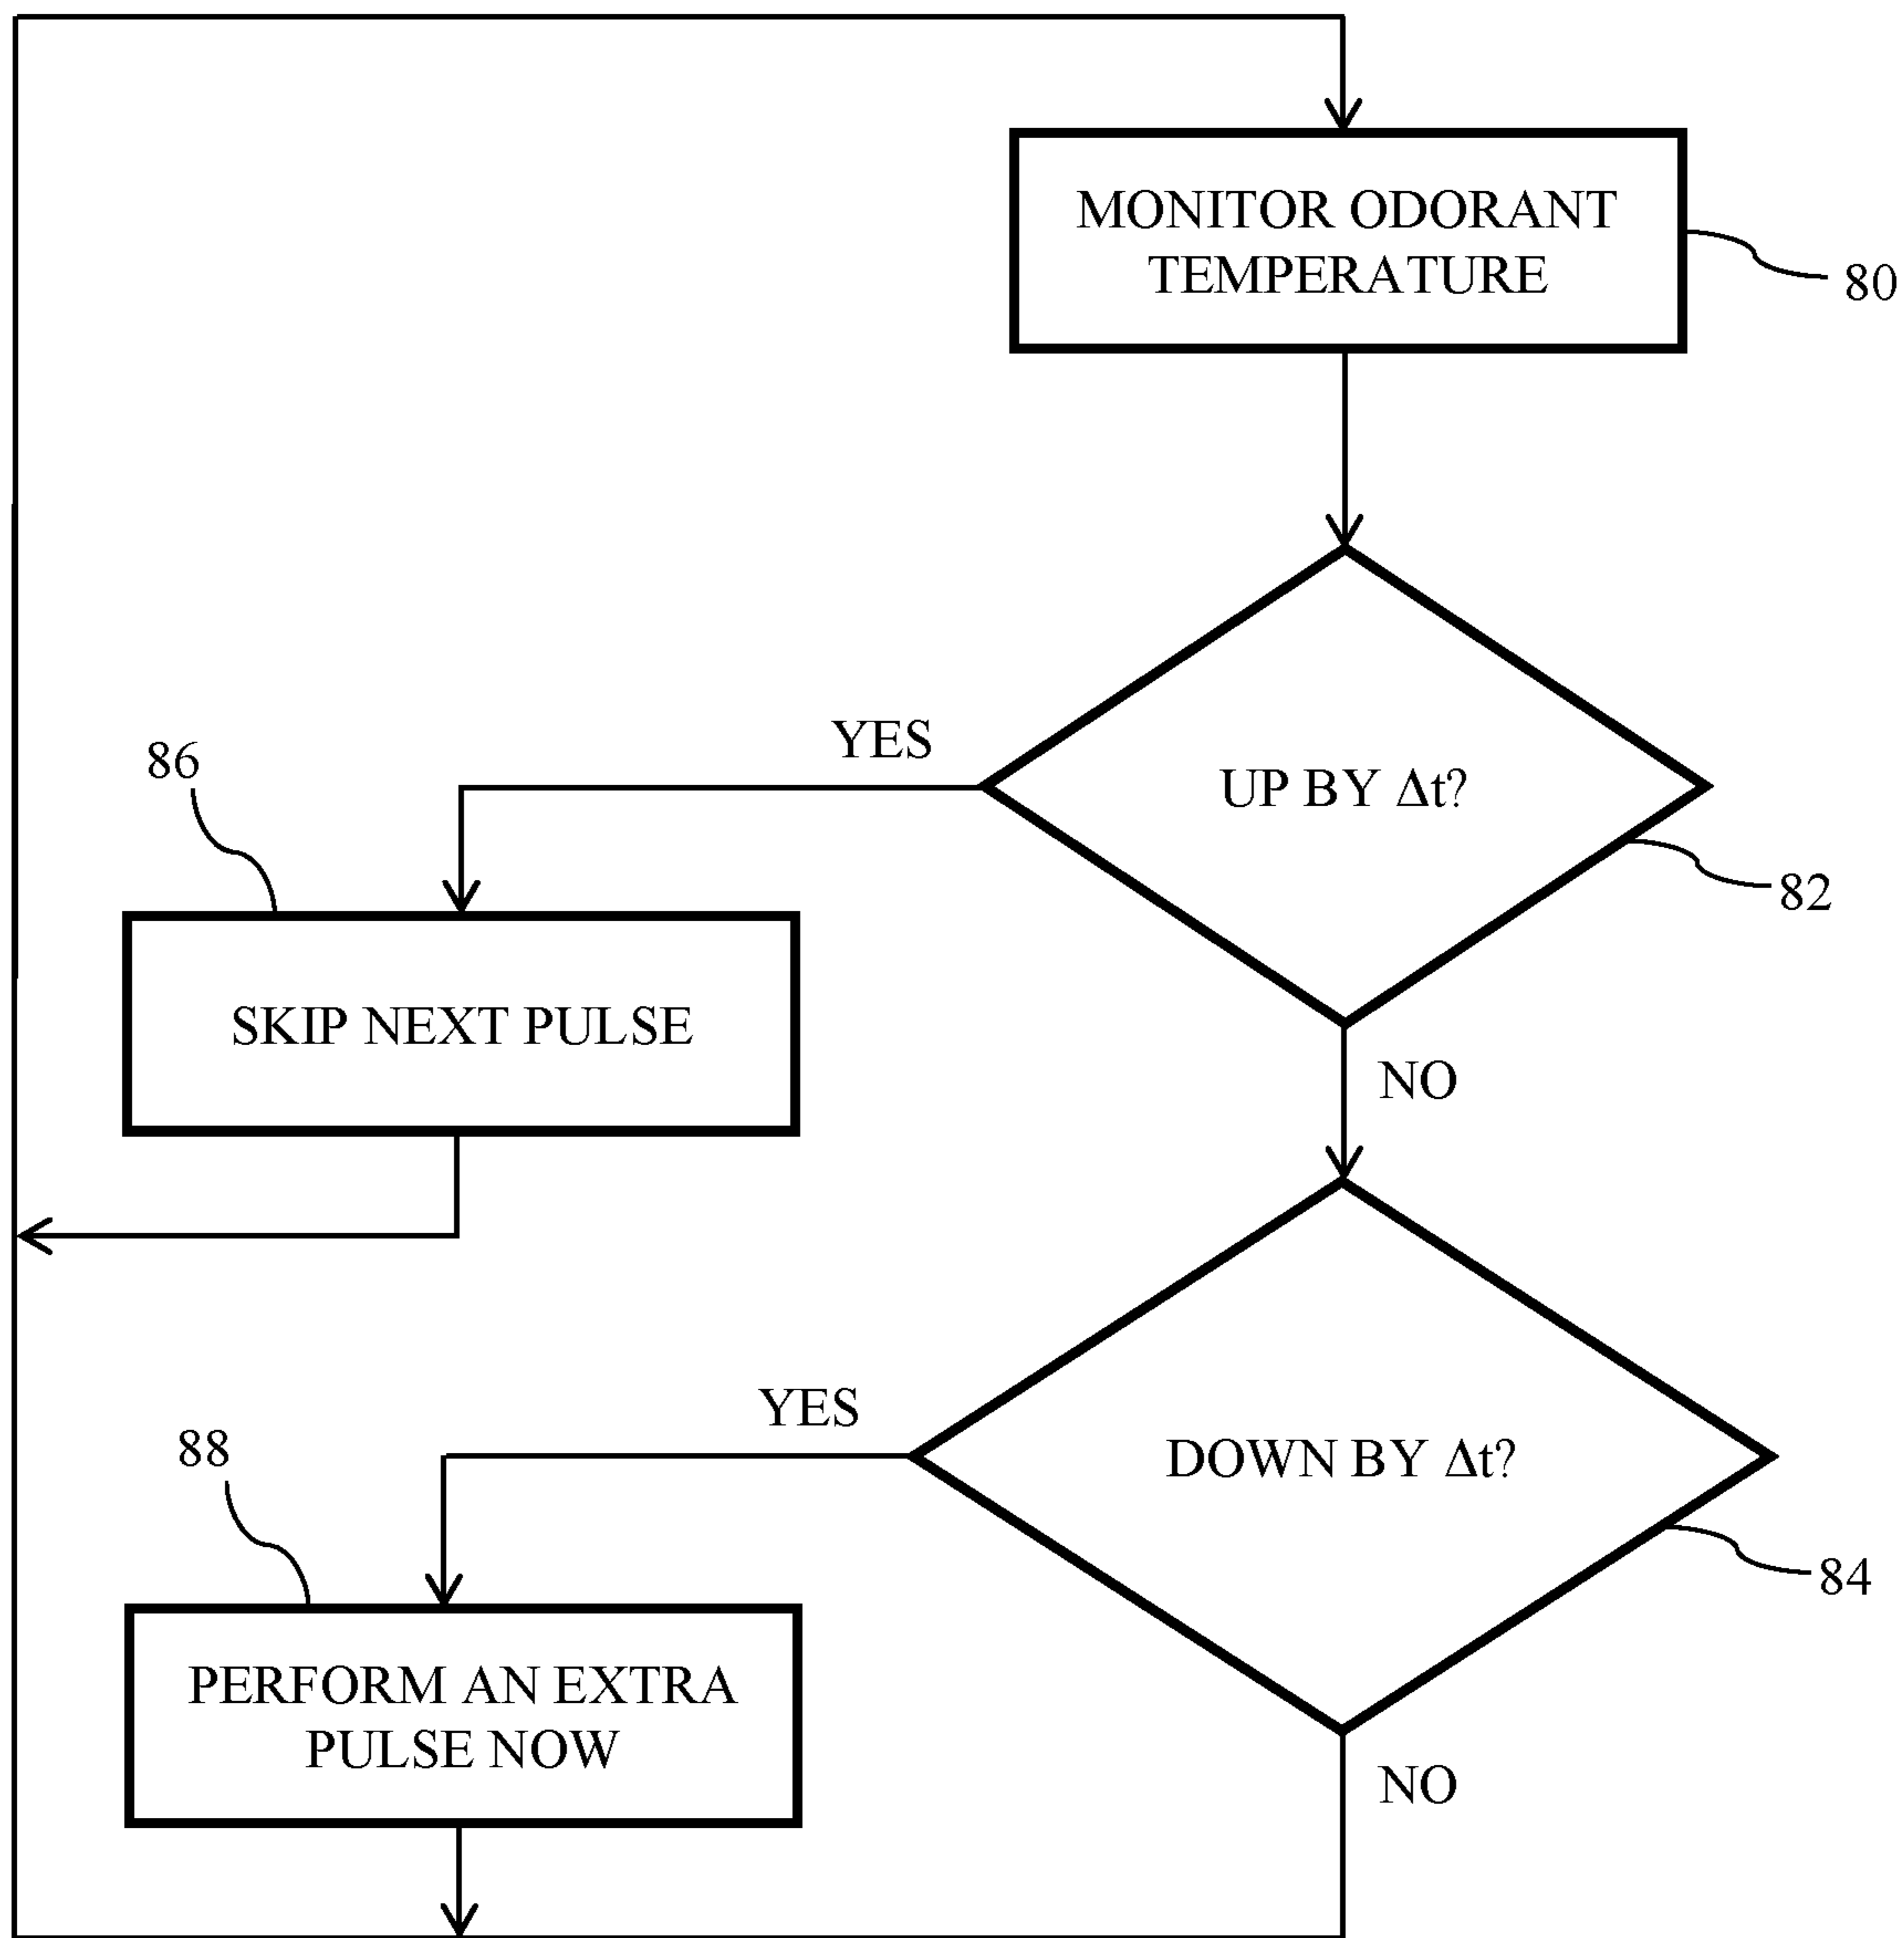 MONITOR ODORANT
TEMPERATURE
80
YES
UP BY Δt?
86
82
SKIP NEXT PULSE
NO
YES
88
DOWN BY Δt?
84
PERFORM AN EXTRA
PULSE NOW
NO